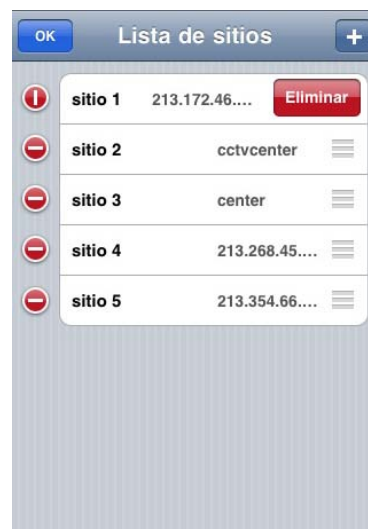 OK Lista de sitios +
sitio 1 213.172.46.... Eliminar
sitio 2 cctvcenter
sitio 3 center
sitio 4 213.268.45....
sitio 5 213.354.66....